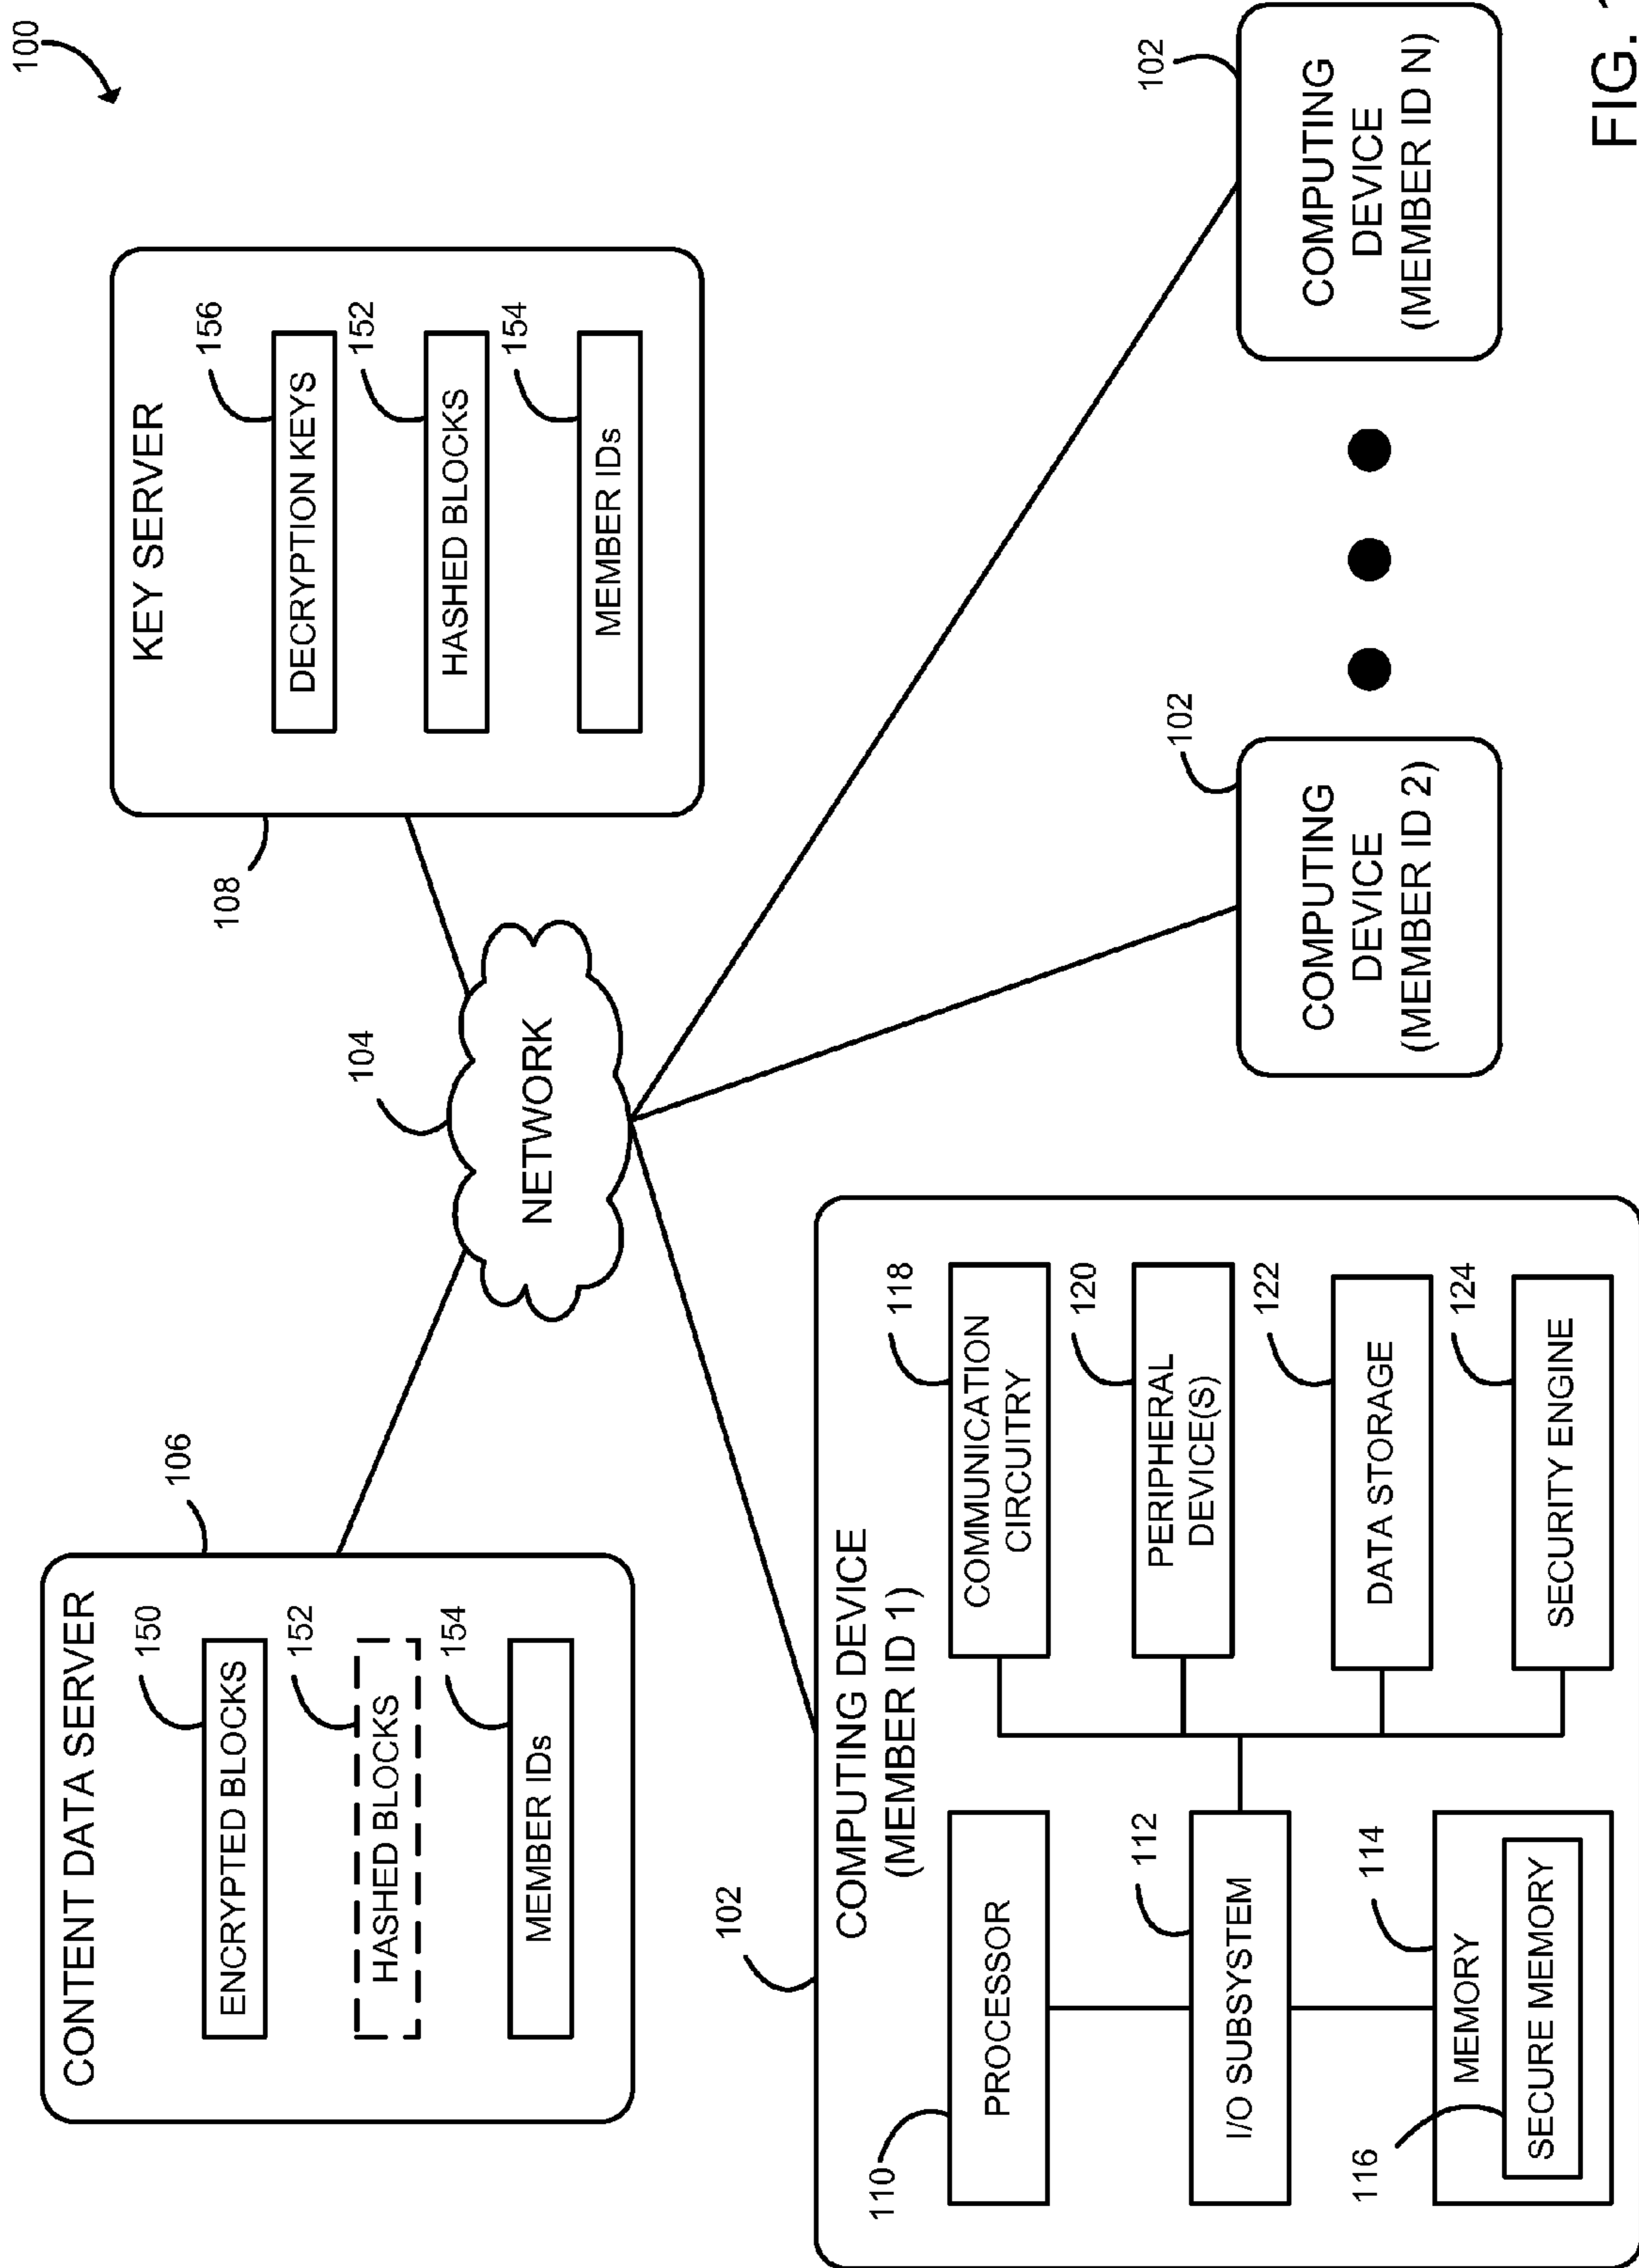 100
CONTENT DATA SERVER
106
150
ENCRYPTED BLOCKS
152
HASHED BLOCKS
154
MEMBER IDs
KEY SERVER
108
156
DECRYPTION KEYS
152
HASHED BLOCKS
154
MEMBER IDs
104
NETWORK
102
COMPUTING DEVICE
(MEMBER ID 1)
110
PROCESSOR
112
I/O SUBSYSTEM
114
MEMORY
116
SECURE MEMORY
118
COMMUNICATION
CIRCUITRY
120
PERIPHERAL
DEVICE(S)
122
DATA STORAGE
124
SECURITY ENGINE
102
COMPUTING
DEVICE
(MEMBER ID 2)
102
COMPUTING
DEVICE
(MEMBER ID N)
FIG.